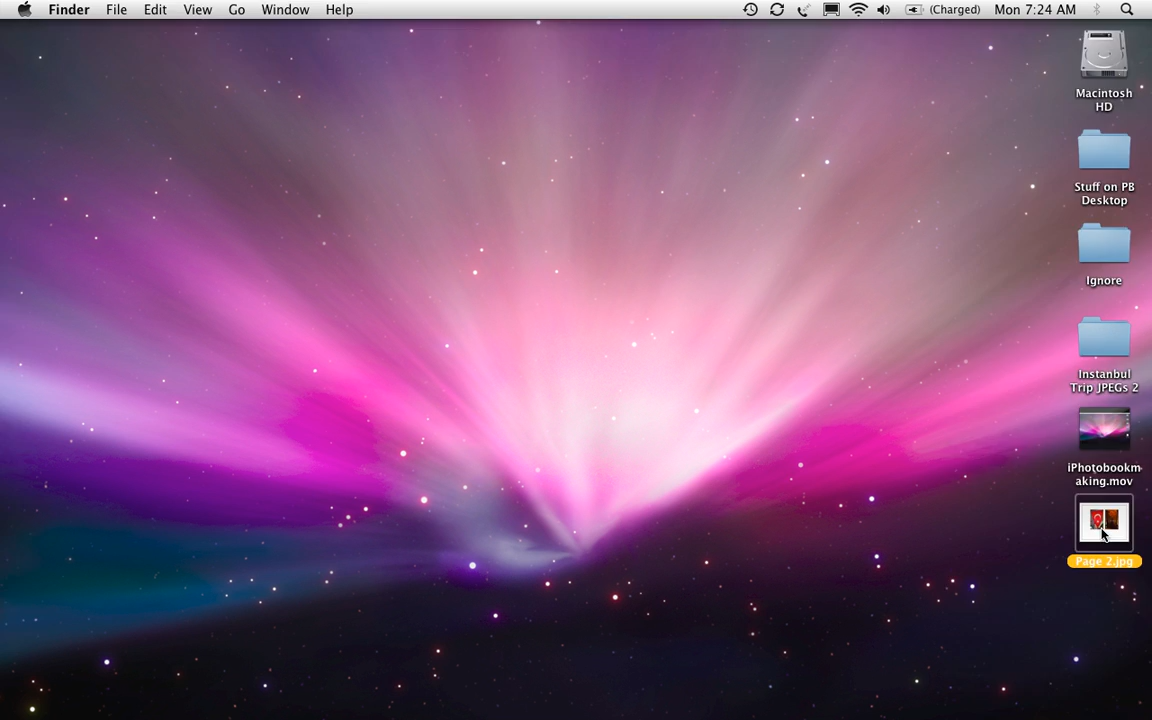 Finder File Edit View Go Window Help (Charged) Mon 7:24 AM
Macintosh
HD
Stuff on PB
Desktop
Ignore
Instanbul
Trip JPEGs 2
iPhotobookm
aking.mov
Page 2.jpg